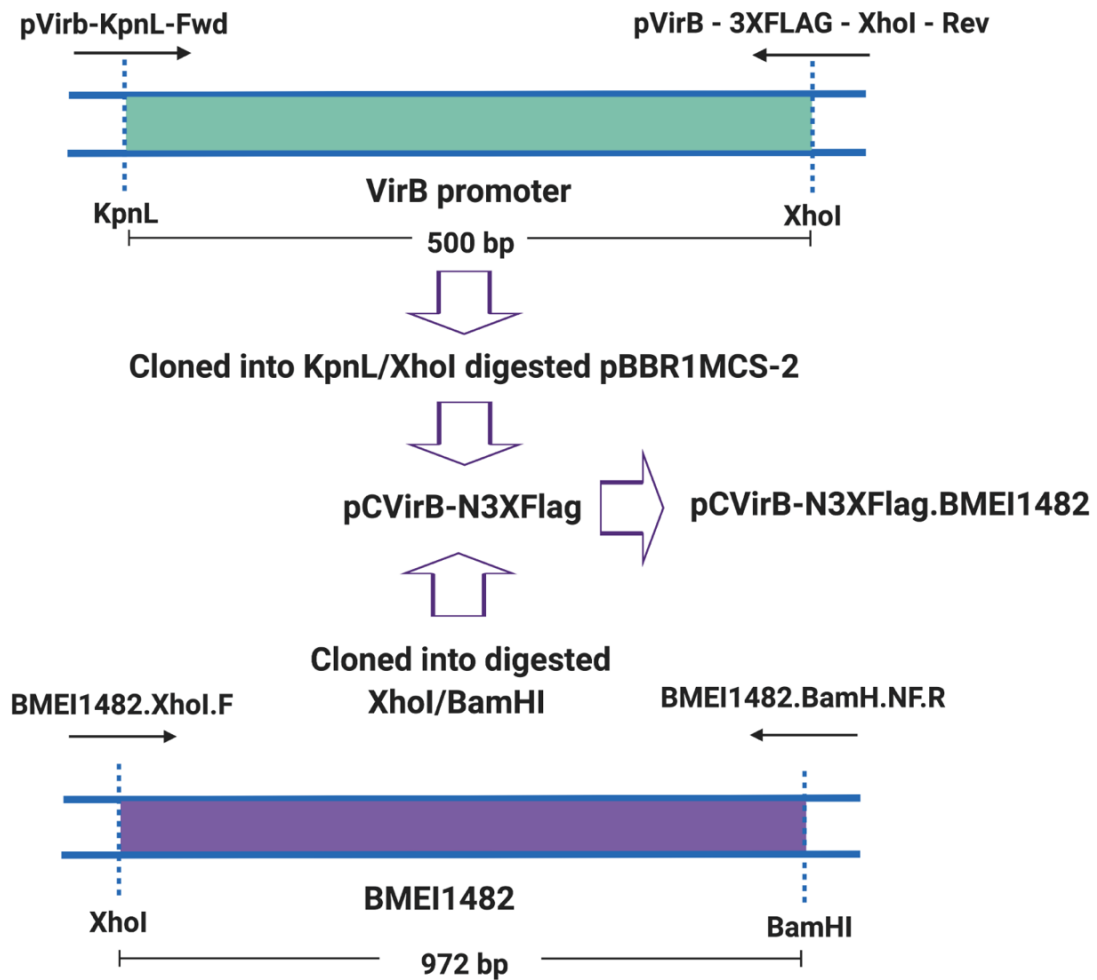 pVirb-KpnL-Fwd
pVirB - 3XFLAG - XhoI - Rev
VirB promoter
KpnL
XhoI
500 bp
Cloned into KpnL/XhoI digested pBBR1MCS-2
pCVirB-N3XFlag
pCVirB-N3XFlag.BMEI1482
Cloned into digested
XhoI/BamHI
BMEI1482.XhoI.F
BMEI1482.BamH.NF.R
BMEI1482
XhoI
BamHI
972 bp